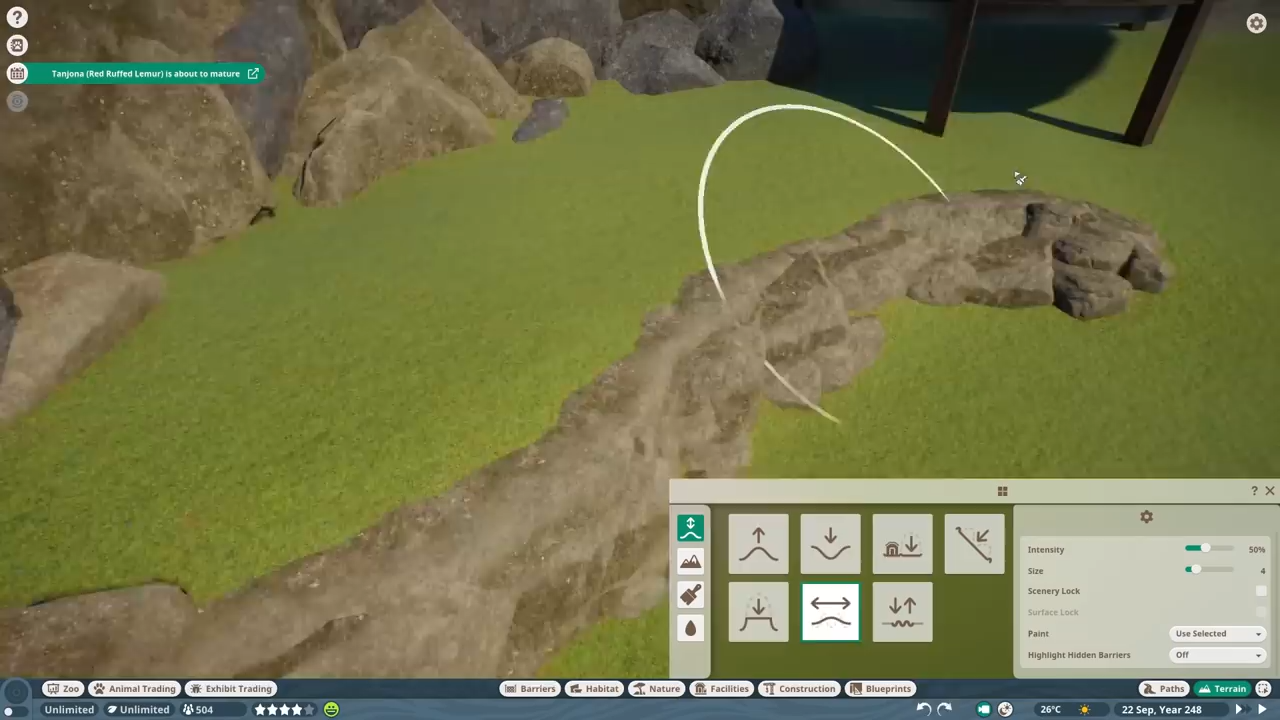 ?
Tanjona (Red Ruffed Lemur) is about to mature
?
Intensity 50%
Size 4
Scenery Lock
Surface Lock
Paint Use Selected
Highlight Hidden Barriers Off
Zoo Animal Trading Exhibit Trading Barriers Habitat Nature Facilities Construction Blueprints Paths Terrain
Unlimited Unlimited 504 26°C 22 Sep, Year 248